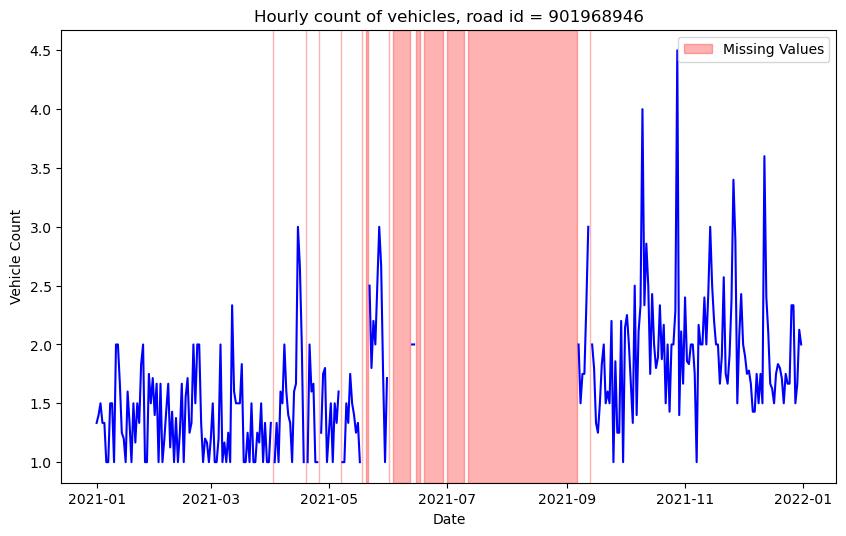 Hourly count of vehicles, road id = 901968946
Missing Values
Vehicle Count
4.5
4.0
3.5
3.0
2.5
2.0
1.5
1.0
2021-01 2021-03 2021-05 2021-07 2021-09 2021-11 2022-01
Date